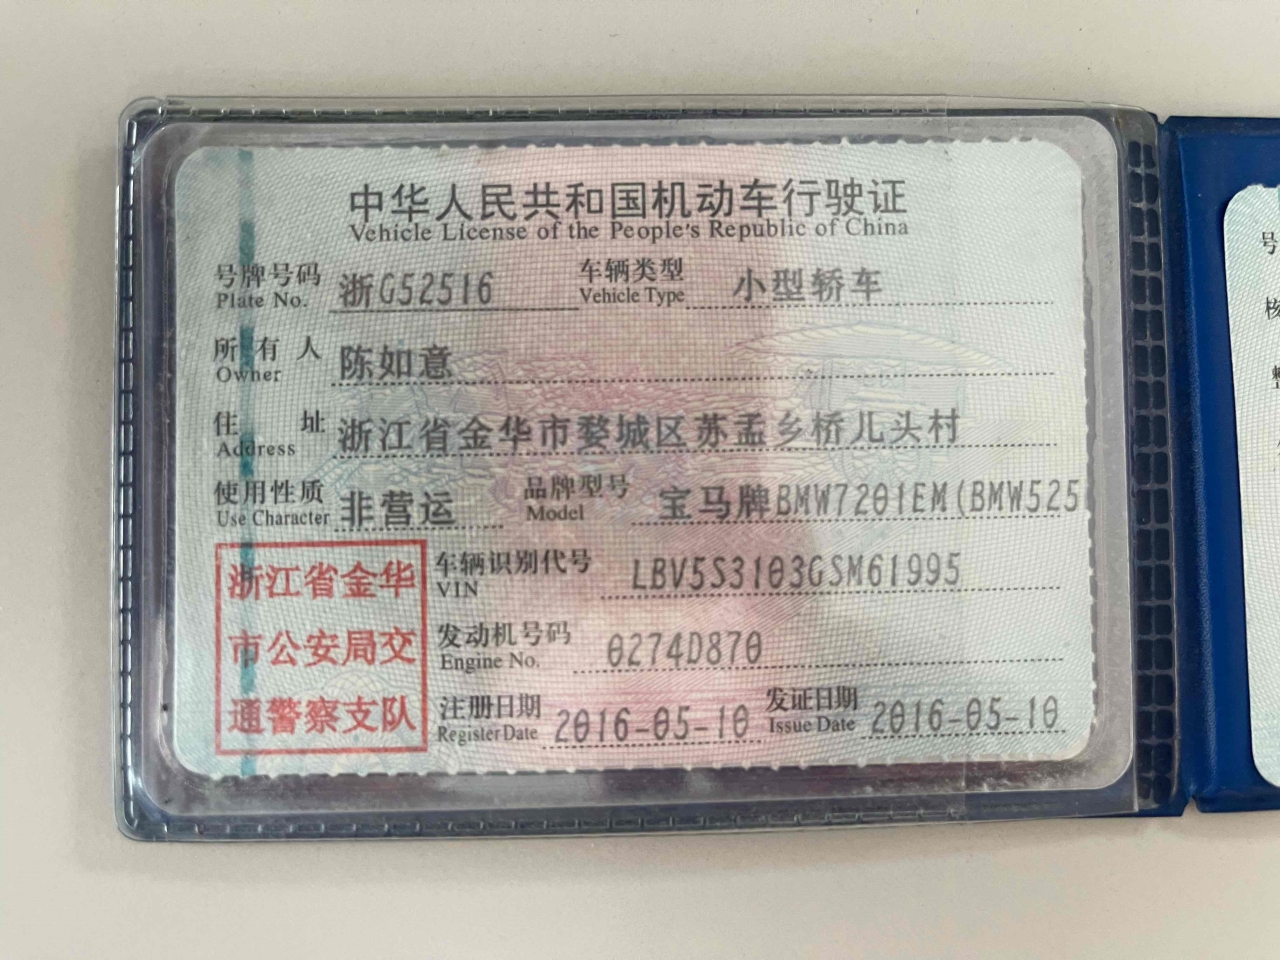 中华人民共和国机动车行驶证
Vehicle License of the People's Republic of China
号牌号码 浙G52516 车辆类型 小型轿车
Plate No. Vehicle Type
所有人 陈如意
Owner
住址 浙江省金华市婺城区苏孟乡桥儿头村
Address
使用性质 非营运 品牌型号 宝马牌BMW7201EM(BMW525
Use Character Model
浙江省金华
市公安局交
通警察支队
车辆识别代号 LBV5S3103GSM61995
VIN
发动机号码 0274D870
Engine No.
注册日期 2016-05-10 发证日期 2016-05-10
Register Date Issue Date
号
核